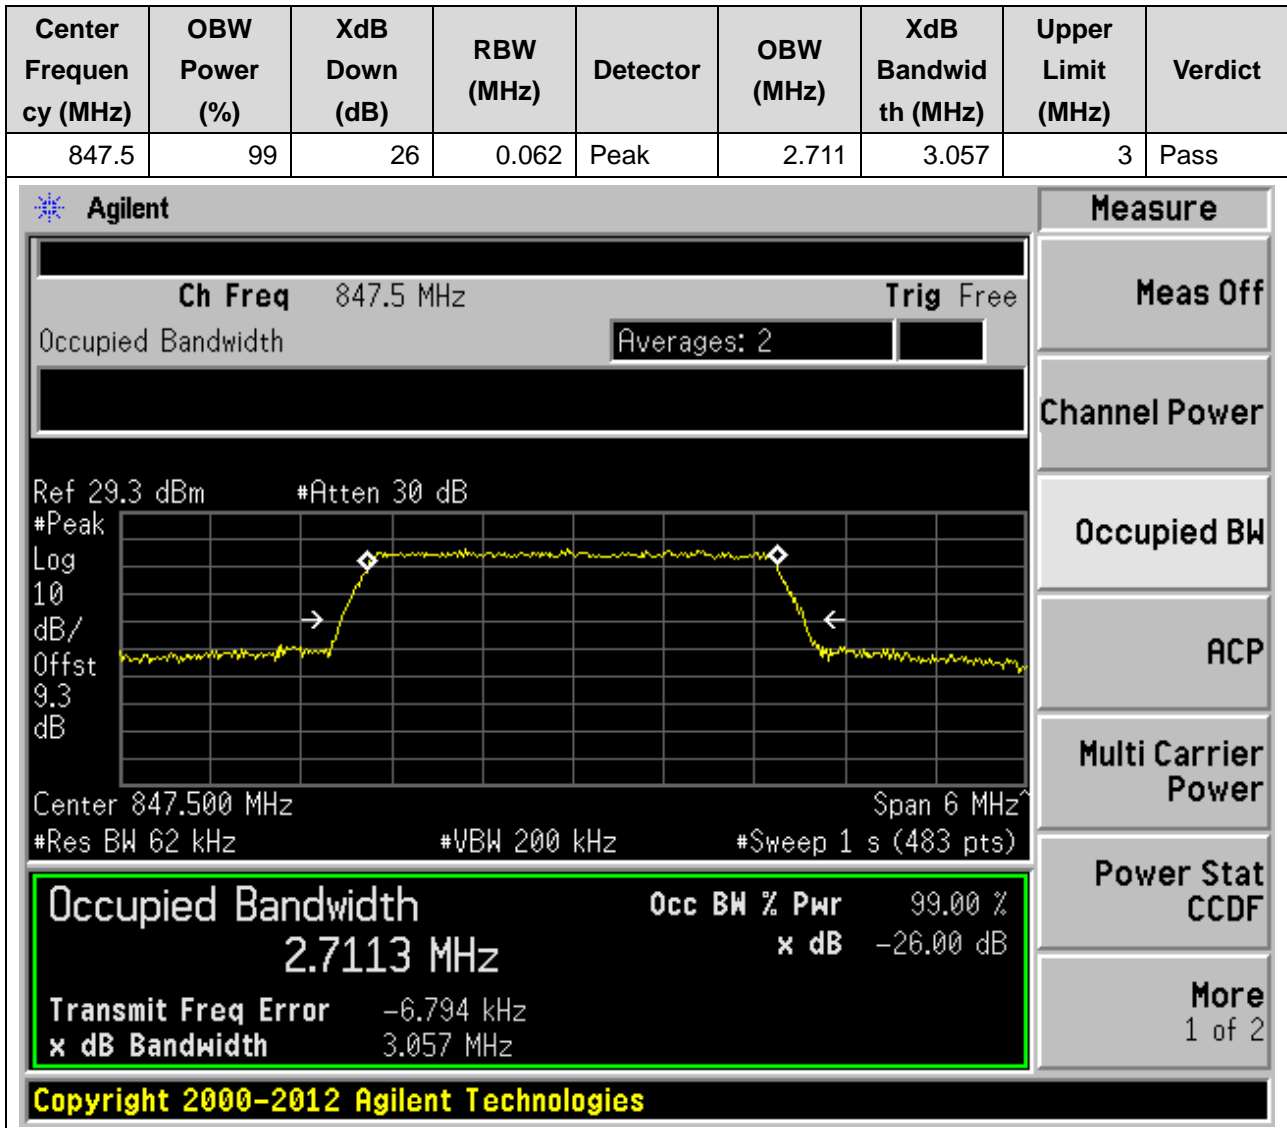 Center Frequen cy (MHz) OBW Power (%) XdB Down (dB) RBW (MHz) Detector OBW (MHz) XdB Bandwid th (MHz) Upper Limit (MHz) Verdict
847.5 99 26 0.062 Peak 2.711 3.057 3 Pass
Agilent
Measure
Ch Freq 847.5 MHz Trig Free
Occupied Bandwidth Averages: 2
Ref 29.3 dBm #Atten 30 dB
#Peak
Log
10
dB/
Offst
9.3
dB
Center 847.500 MHz Span 6 MHz^
#Res BW 62 kHz #VBW 200 kHz #Sweep 1 s (483 pts)
Occupied Bandwidth Occ BW % Pwr 99.00 %
2.7113 MHz x dB -26.00 dB
Transmit Freq Error -6.794 kHz
x dB Bandwidth 3.057 MHz
Meas Off
Channel Power
Occupied BW
ACP
Multi Carrier
Power
Power Stat
CCDF
More
1 of 2
Copyright 2000-2012 Agilent Technologies